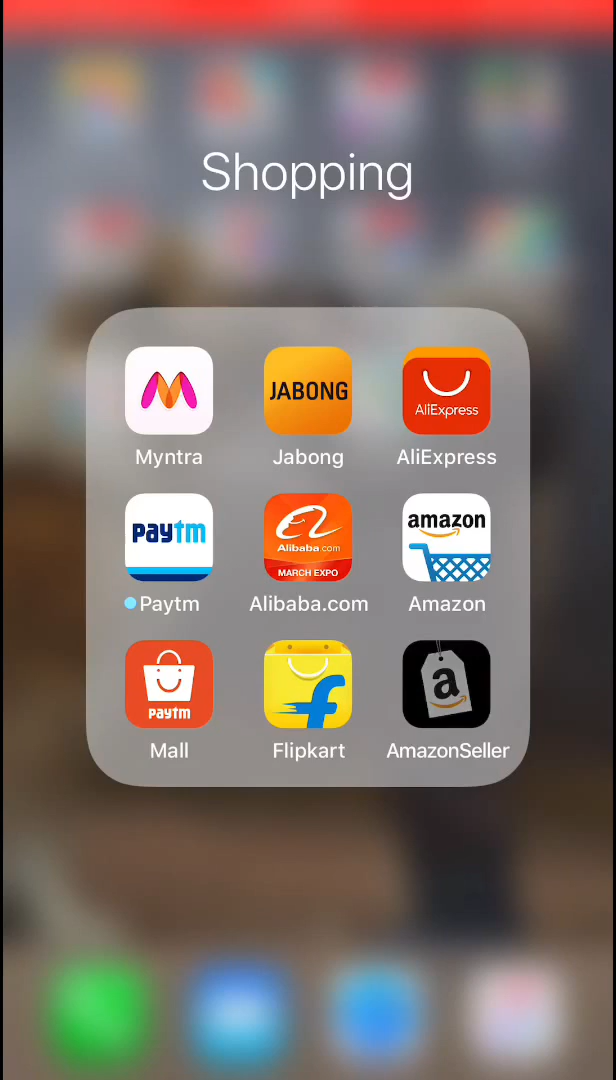 Shopping
JABONG
AliExpress
Myntra
Jabong
AliExpress
paytm
Alibaba.com
MARCH EXPO
amazon
Paytm
Alibaba.com
Amazon
paytm
f
a
Mall
Flipkart
AmazonSeller